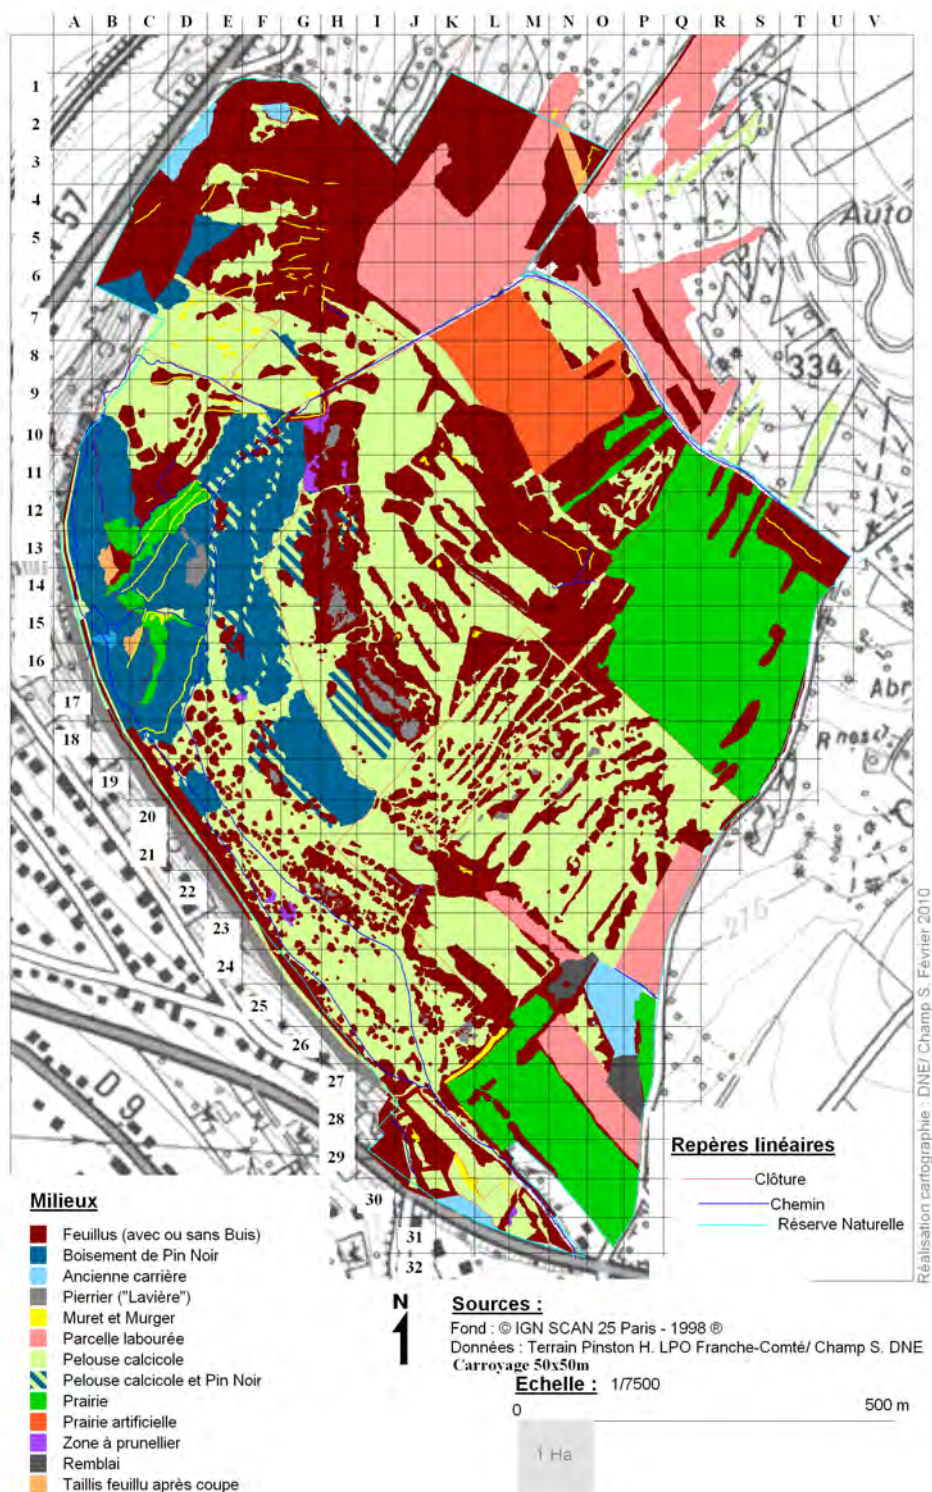 A B C D E F G H I J K L M N O P Q R S T U V
1
2
3
4
5
6
7
8
9
10
11
12
13
14
15
16
17
18
19
20
21
22
23
24
25
26
27
28
29
30
31
32
57
Auto
334
Abr
276
D 9
Repères linéaires
Clôture
Chemin
Réserve Naturelle
Milieux
Feuillus (avec ou sans Buis)
Boisement de Pin Noir
Ancienne carrière
Pierrier ("Lavière")
Muret et Murger
Parcelle labourée
Pelouse calcicole
Pelouse calcicole et Pin Noir
Prairie
Prairie artificielle
Zone à prunellier
Remblai
Taillis feuillu après coupe
N
Sources :
Fond : © IGN SCAN 25 Paris - 1998 ®
Données : Terrain Pinston H. LPO Franche-Comté/ Champ S. DNE
Carroyage 50x50m
Echelle : 1/7500
0 500 m
1 Ha
Réalisation cartographie : DNE/ Champ S. Février 2010